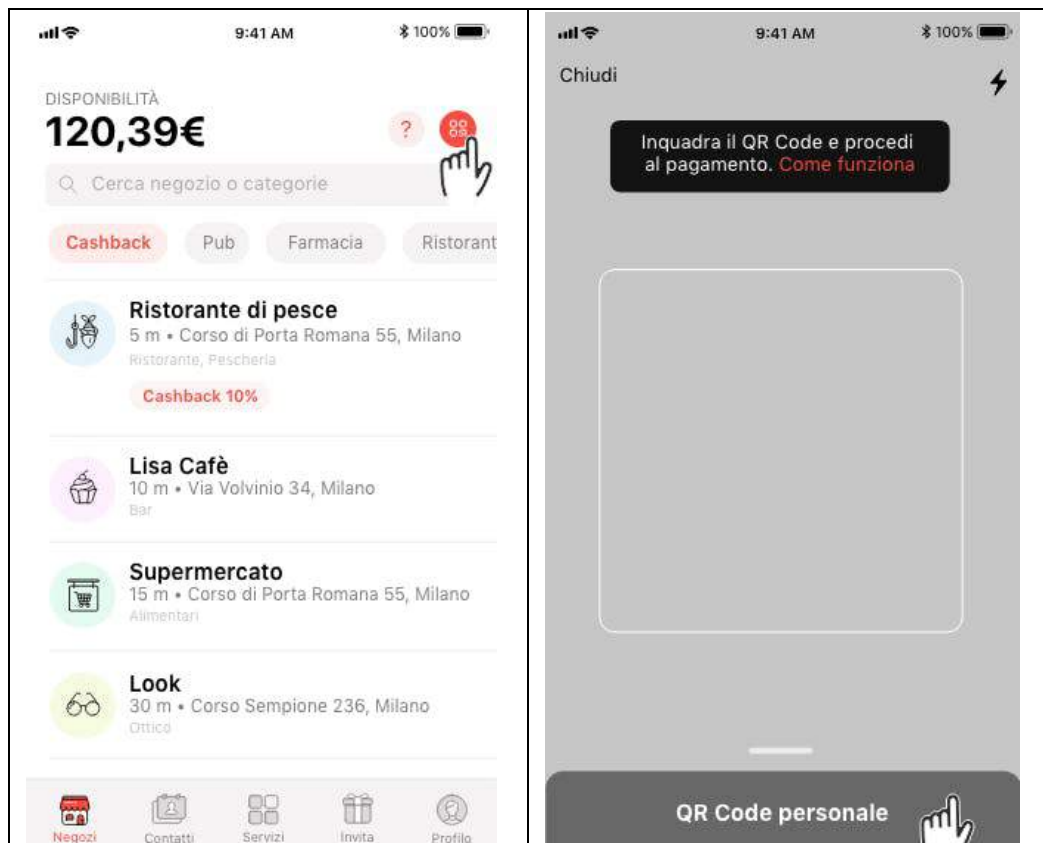 9:41 AM
100%
DISPONIBILITÀ
120,39€
?
Cerca negozio o categorie
Cashback
Pub
Farmacia
Ristorant
Ristorante di pesce
5 m • Corso di Porta Romana 55, Milano
Ristorante, Pescheria
Cashback 10%
Lisa Cafè
10 m • Via Volvinio 34, Milano
Bar
Supermercato
15 m • Corso di Porta Romana 55, Milano
Alimentari
Look
30 m • Corso Sempione 236, Milano
Ottico
Negozi
Contatti
Servizi
Invita
Profilo
9:41 AM
100%
Chiudi
Inquadra il QR Code e procedi
al pagamento. Come funziona
QR Code personale